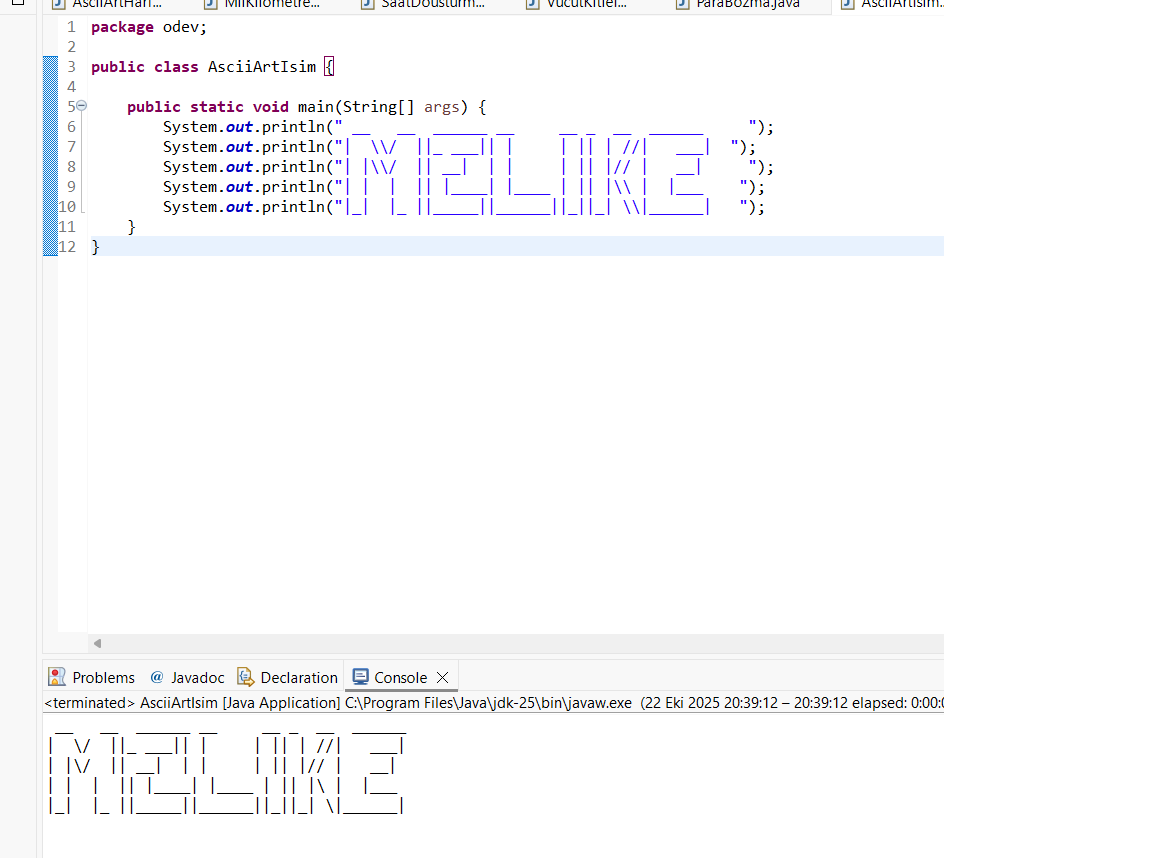 AsciiArtHarf... MilKilometre... SaatDousturm... VucutKitlel... ParaBozma.java AsciiArtIsim...
1 package odev;
2
3 public class AsciiArtIsim {
4
5     public static void main(String[] args) {
6         System.out.println(" __   __  ______ __     __ _  __  ______     ");
7         System.out.println("|  \\/  ||_ ___|| |     | || | //|   ___|  ");
8         System.out.println("| |\\/  || __|  | |     | || |// |   __|     ");
9         System.out.println("| |  |  || |____| |____ | || |\\ |  |___    ");
10         System.out.println("|_|  |_ ||_____||______||_||_| \\|______|   ");
11     }
12 }
Problems @ Javadoc Declaration Console
<terminated> AsciiArtIsim [Java Application] C:\Program Files\Java\jdk-25\bin\javaw.exe (22 Eki 2025 20:39:12 – 20:39:12 elapsed: 0:00:0
 __   __  ______ __     __ _  __  ______
|  \/  ||_ ___|| |     | || | //|   ___|
| |\/  || __|  | |     | || |// |   __|
| |  |  || |____| |____ | || |\ |  |___
|_|  |_ ||_____||______||_||_| \|______|